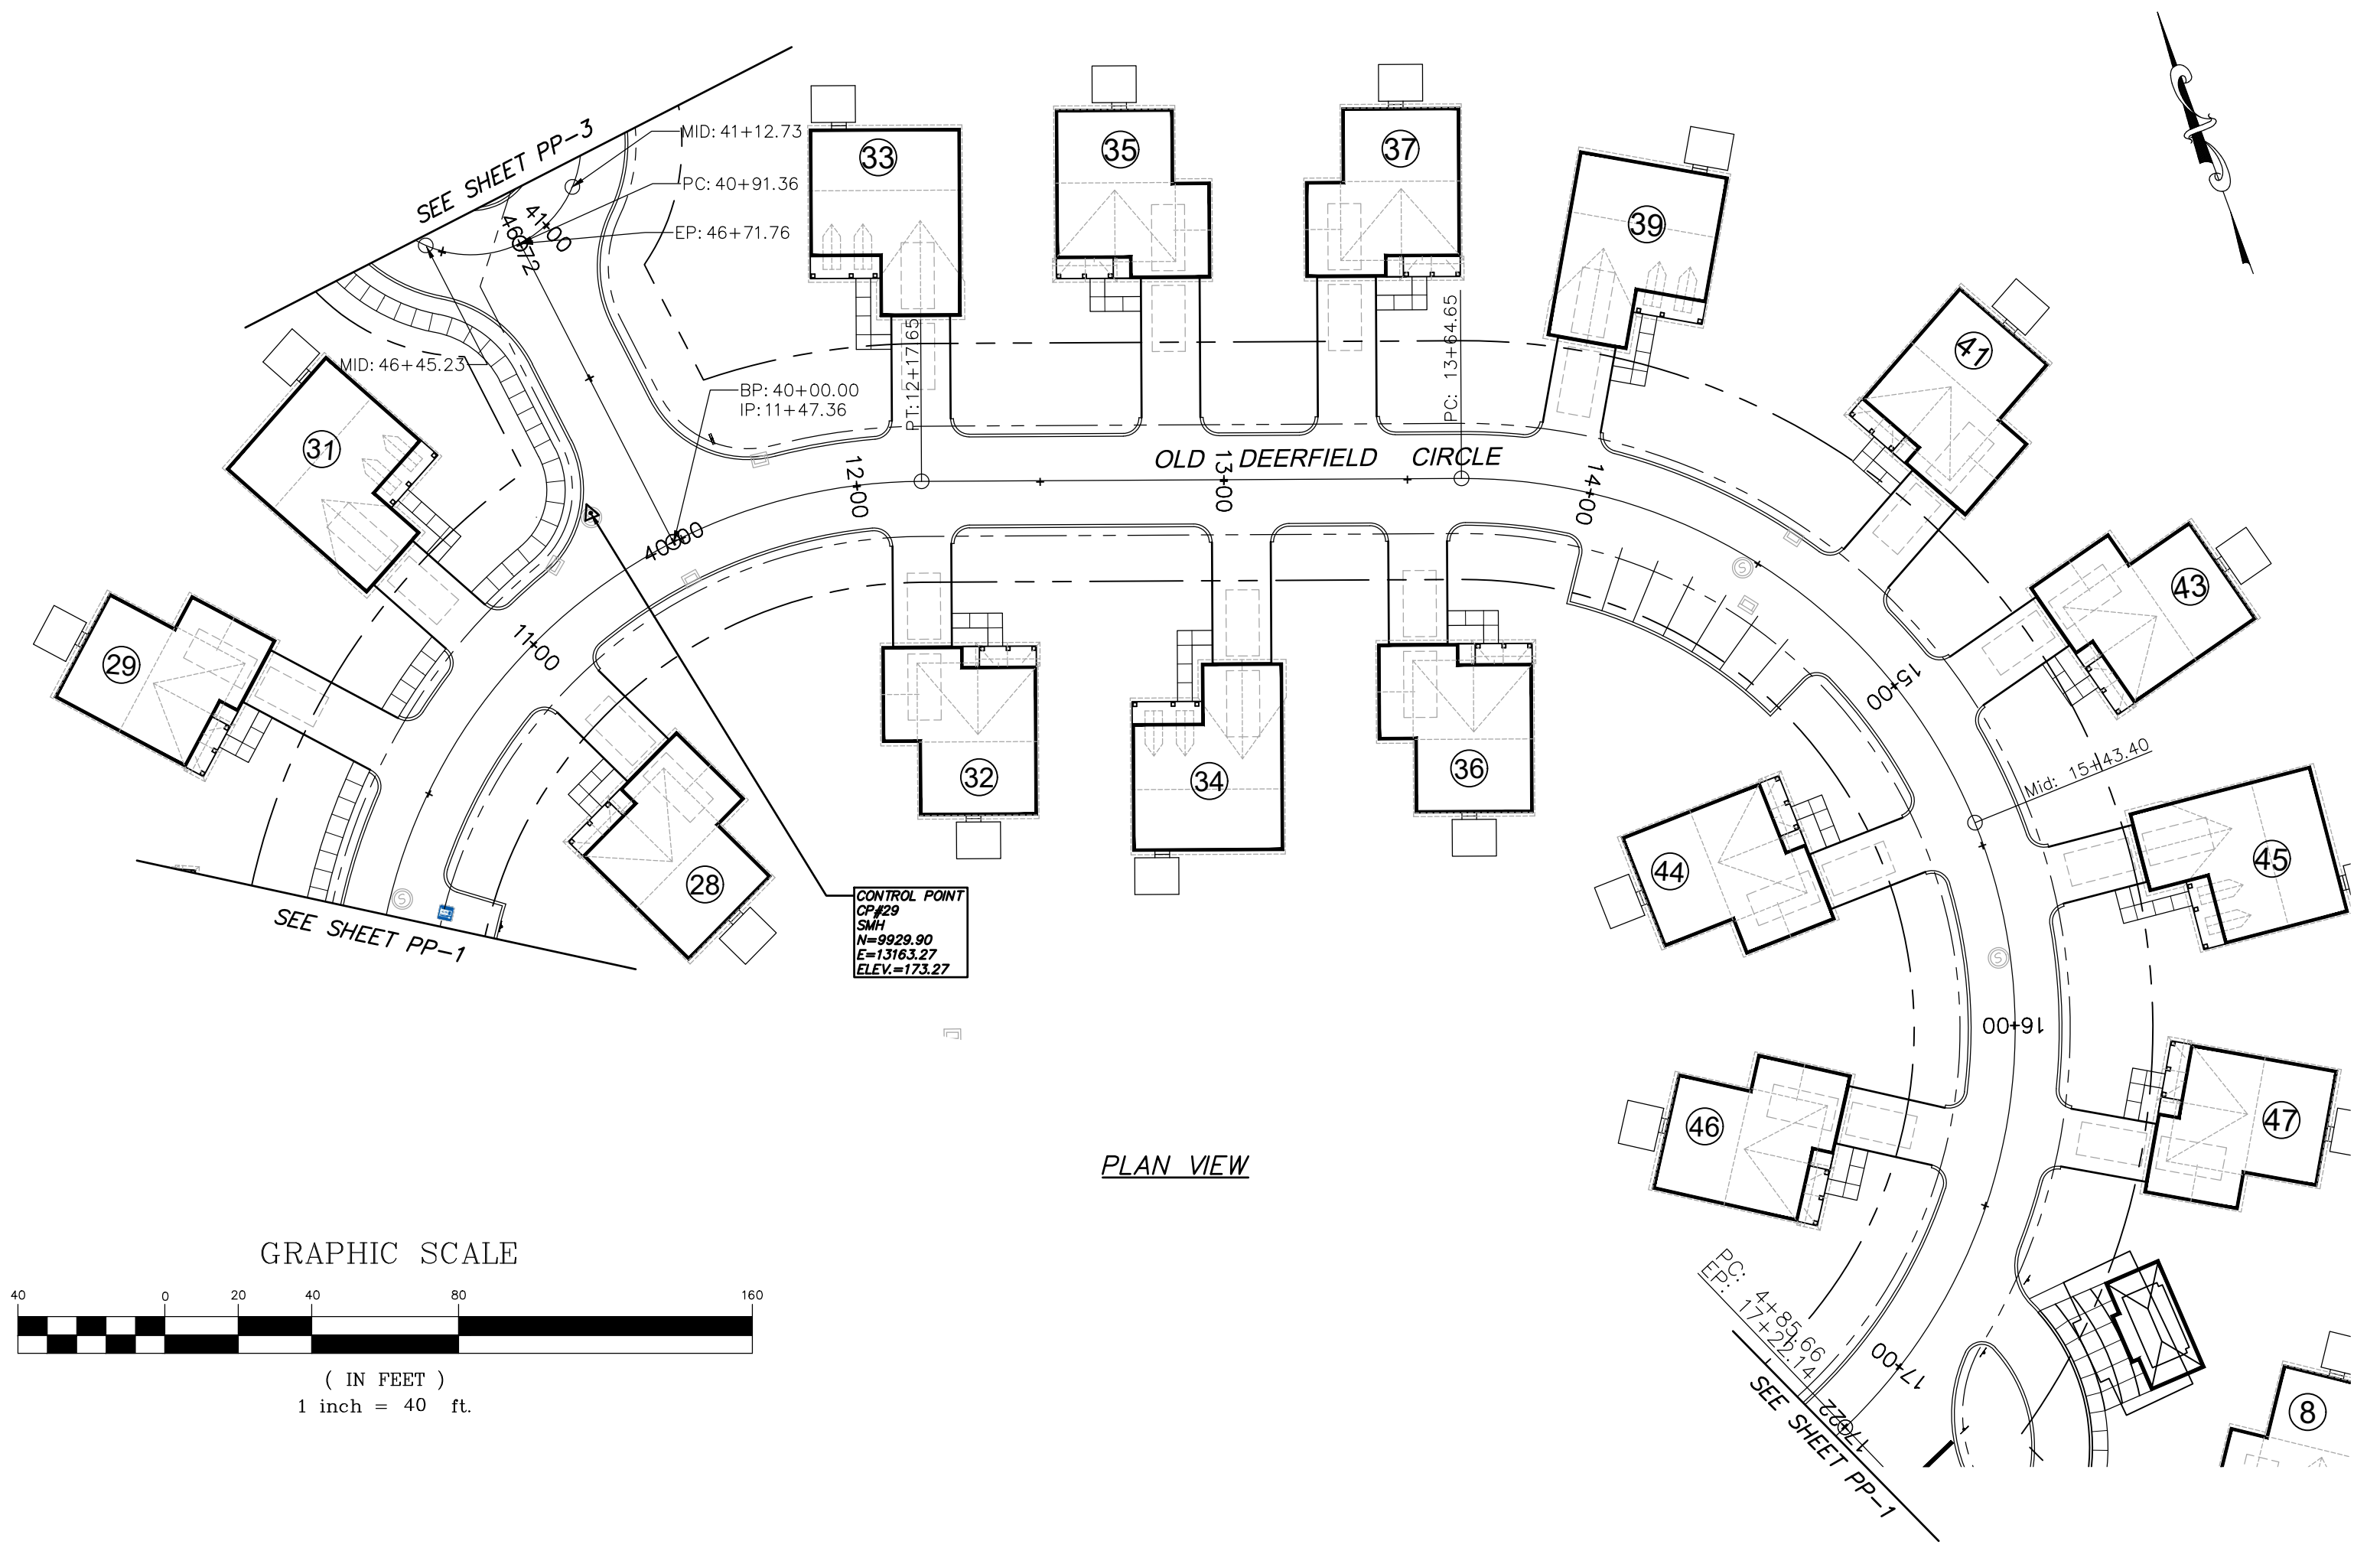 SEE SHEET PP-3
MID: 41+12.73
PC: 40+91.36
EP: 46+71.76
41+00
46+72
MID: 46+45.23
BP: 40+00.00
IP: 11+47.36
PT: 12+17.65
PC: 13+64.65
33
35
37
39
41
43
45
47
8
31
29
28
32
34
36
44
46
OLD DEERFIELD CIRCLE
11+00
12+00
13+00
14+00
15+00
16+00
17+00
17+22
Mid: 15+43.40
PC: 4+85.66
EP: 17+22.14
SEE SHEET PP-1
SEE SHEET PP-1
CONTROL POINT
CP#29
SMH
N=9929.90
E=13163.27
ELEV.=173.27
S
S
S
PLAN VIEW
GRAPHIC SCALE
40 0 20 40 80 160
( IN FEET )
1 inch = 40 ft.